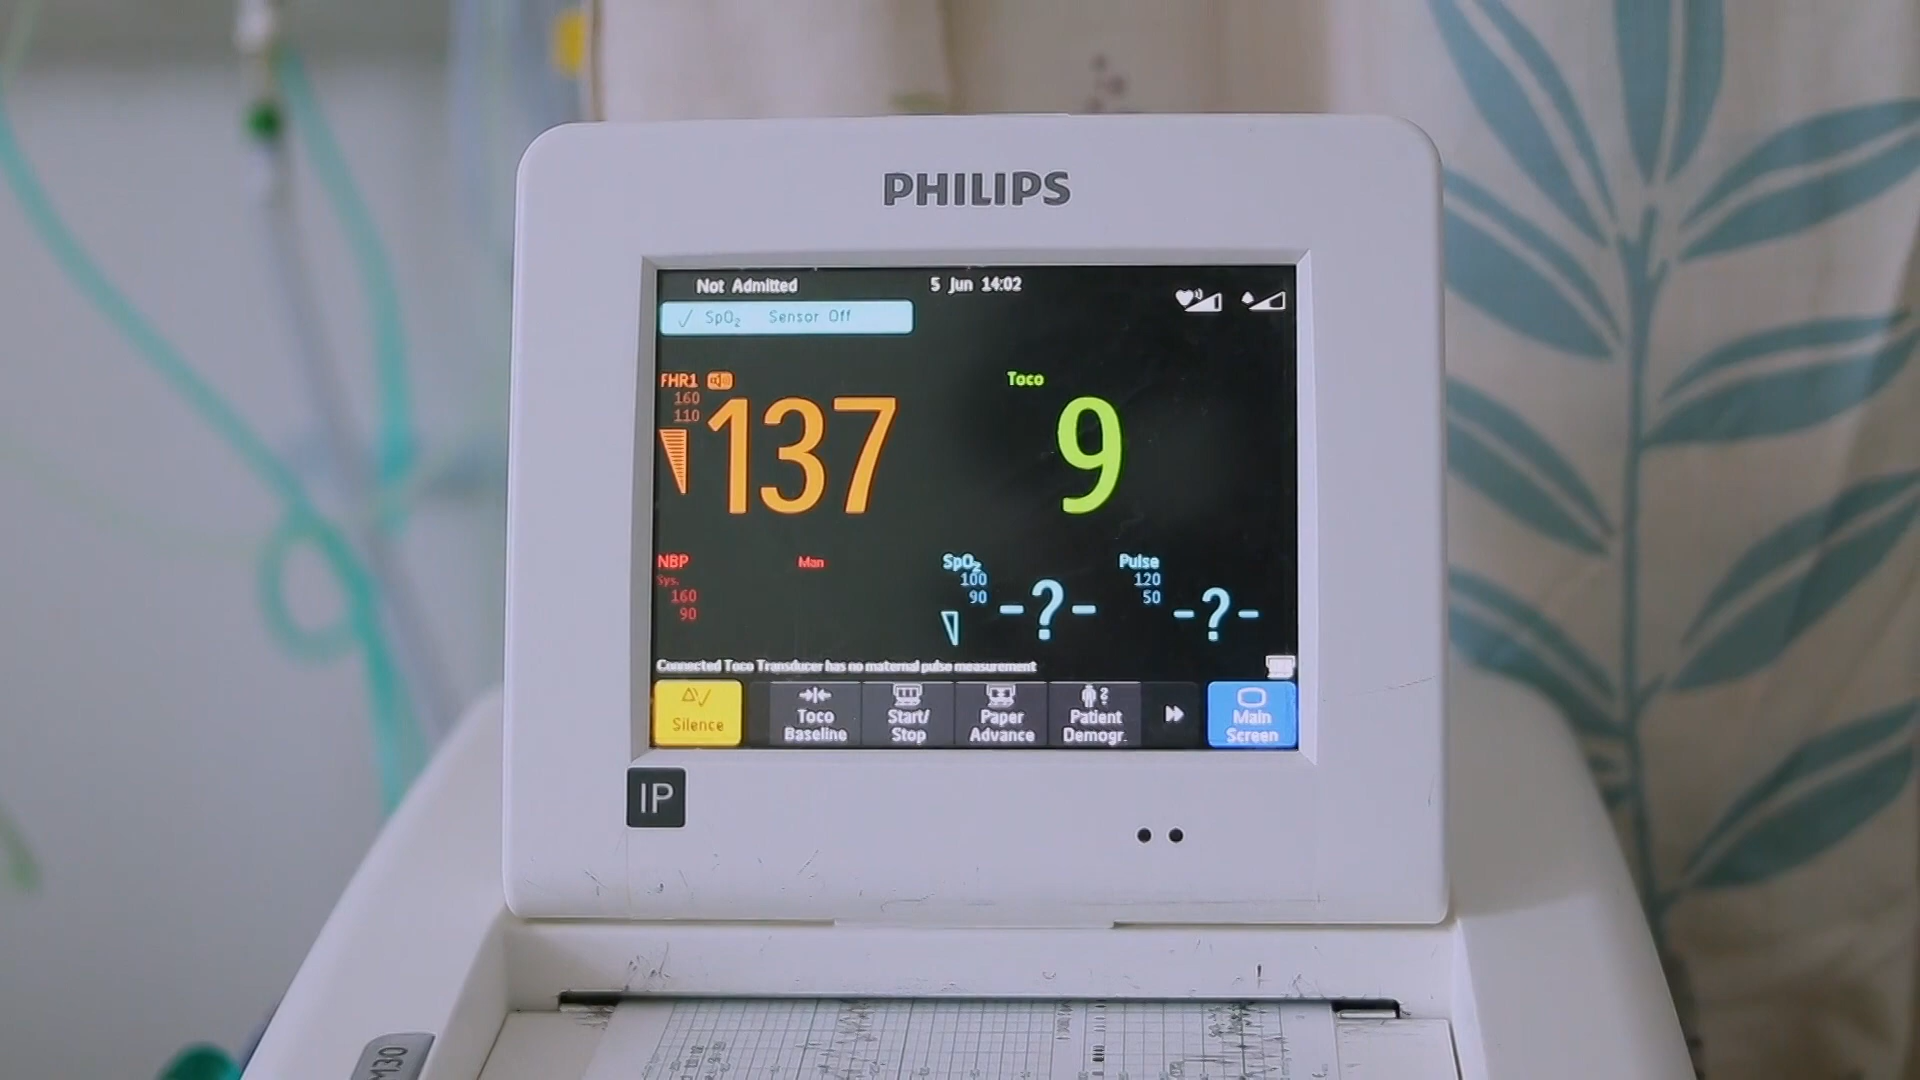 PHILIPS
Not Admitted
5 Jun 14:02
SpO₂ Sensor Off
FHR1
160
110
137
Toco
9
NBP
Man
Sys.
160
90
SpO₂
100
90
-?-
Pulse
120
50
-?-
Connected Toco Transducer has no maternal pulse measurement
Silence
Toco
Baseline
Start/
Stop
Paper
Advance
Patient
Demogr.
Main
Screen
IP
M30